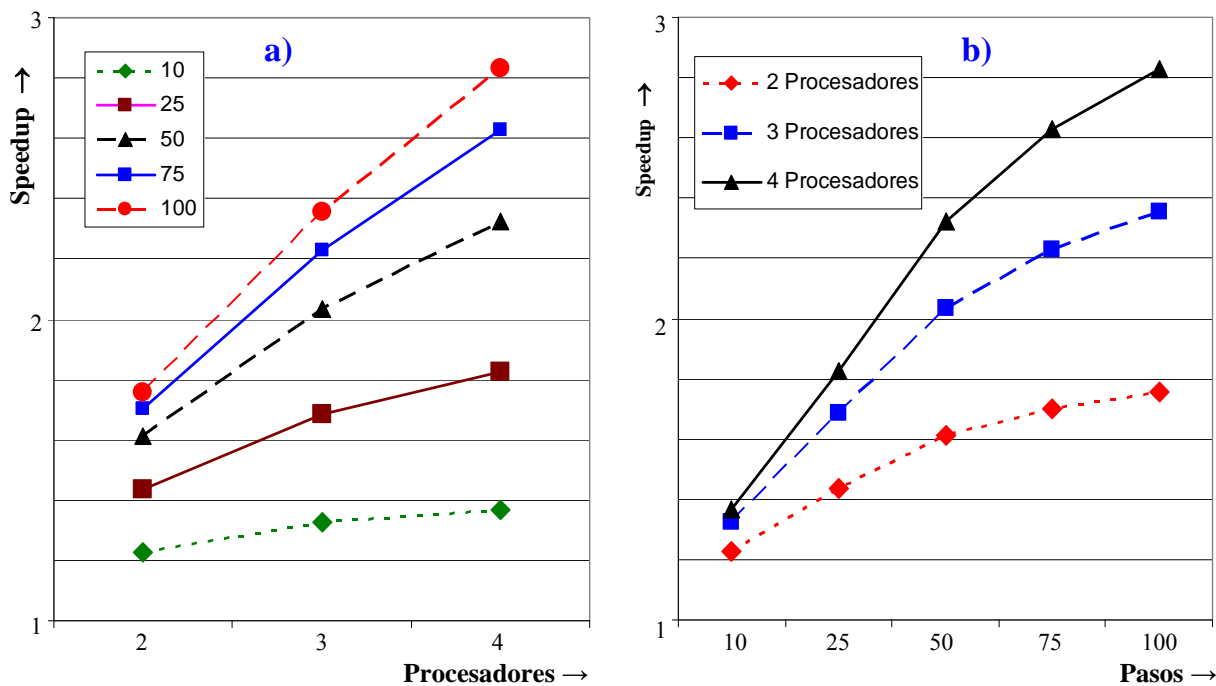 a)
3
2
1
Speedup →
10
25
50
75
100
2
3
4
Procesadores →
b)
3
2
1
Speedup →
2 Procesadores
3 Procesadores
4 Procesadores
10
25
50
75
100
Pasos →